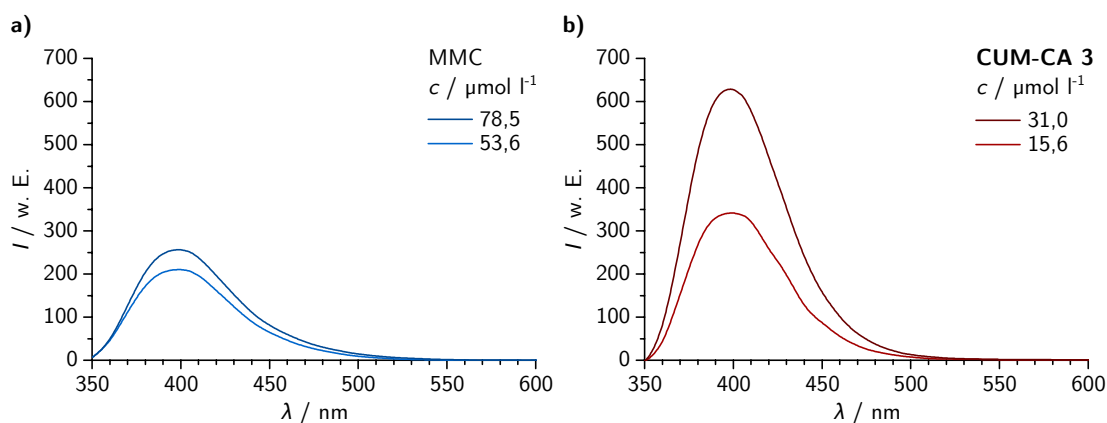 a)
MMC
c / µmol l-1
78,5
53,6
700
600
500
400
300
200
100
0
I / w. E.
350 400 450 500 550 600
λ / nm
b)
CUM-CA 3
c / µmol l-1
31,0
15,6
700
600
500
400
300
200
100
0
I / w. E.
350 400 450 500 550 600
λ / nm